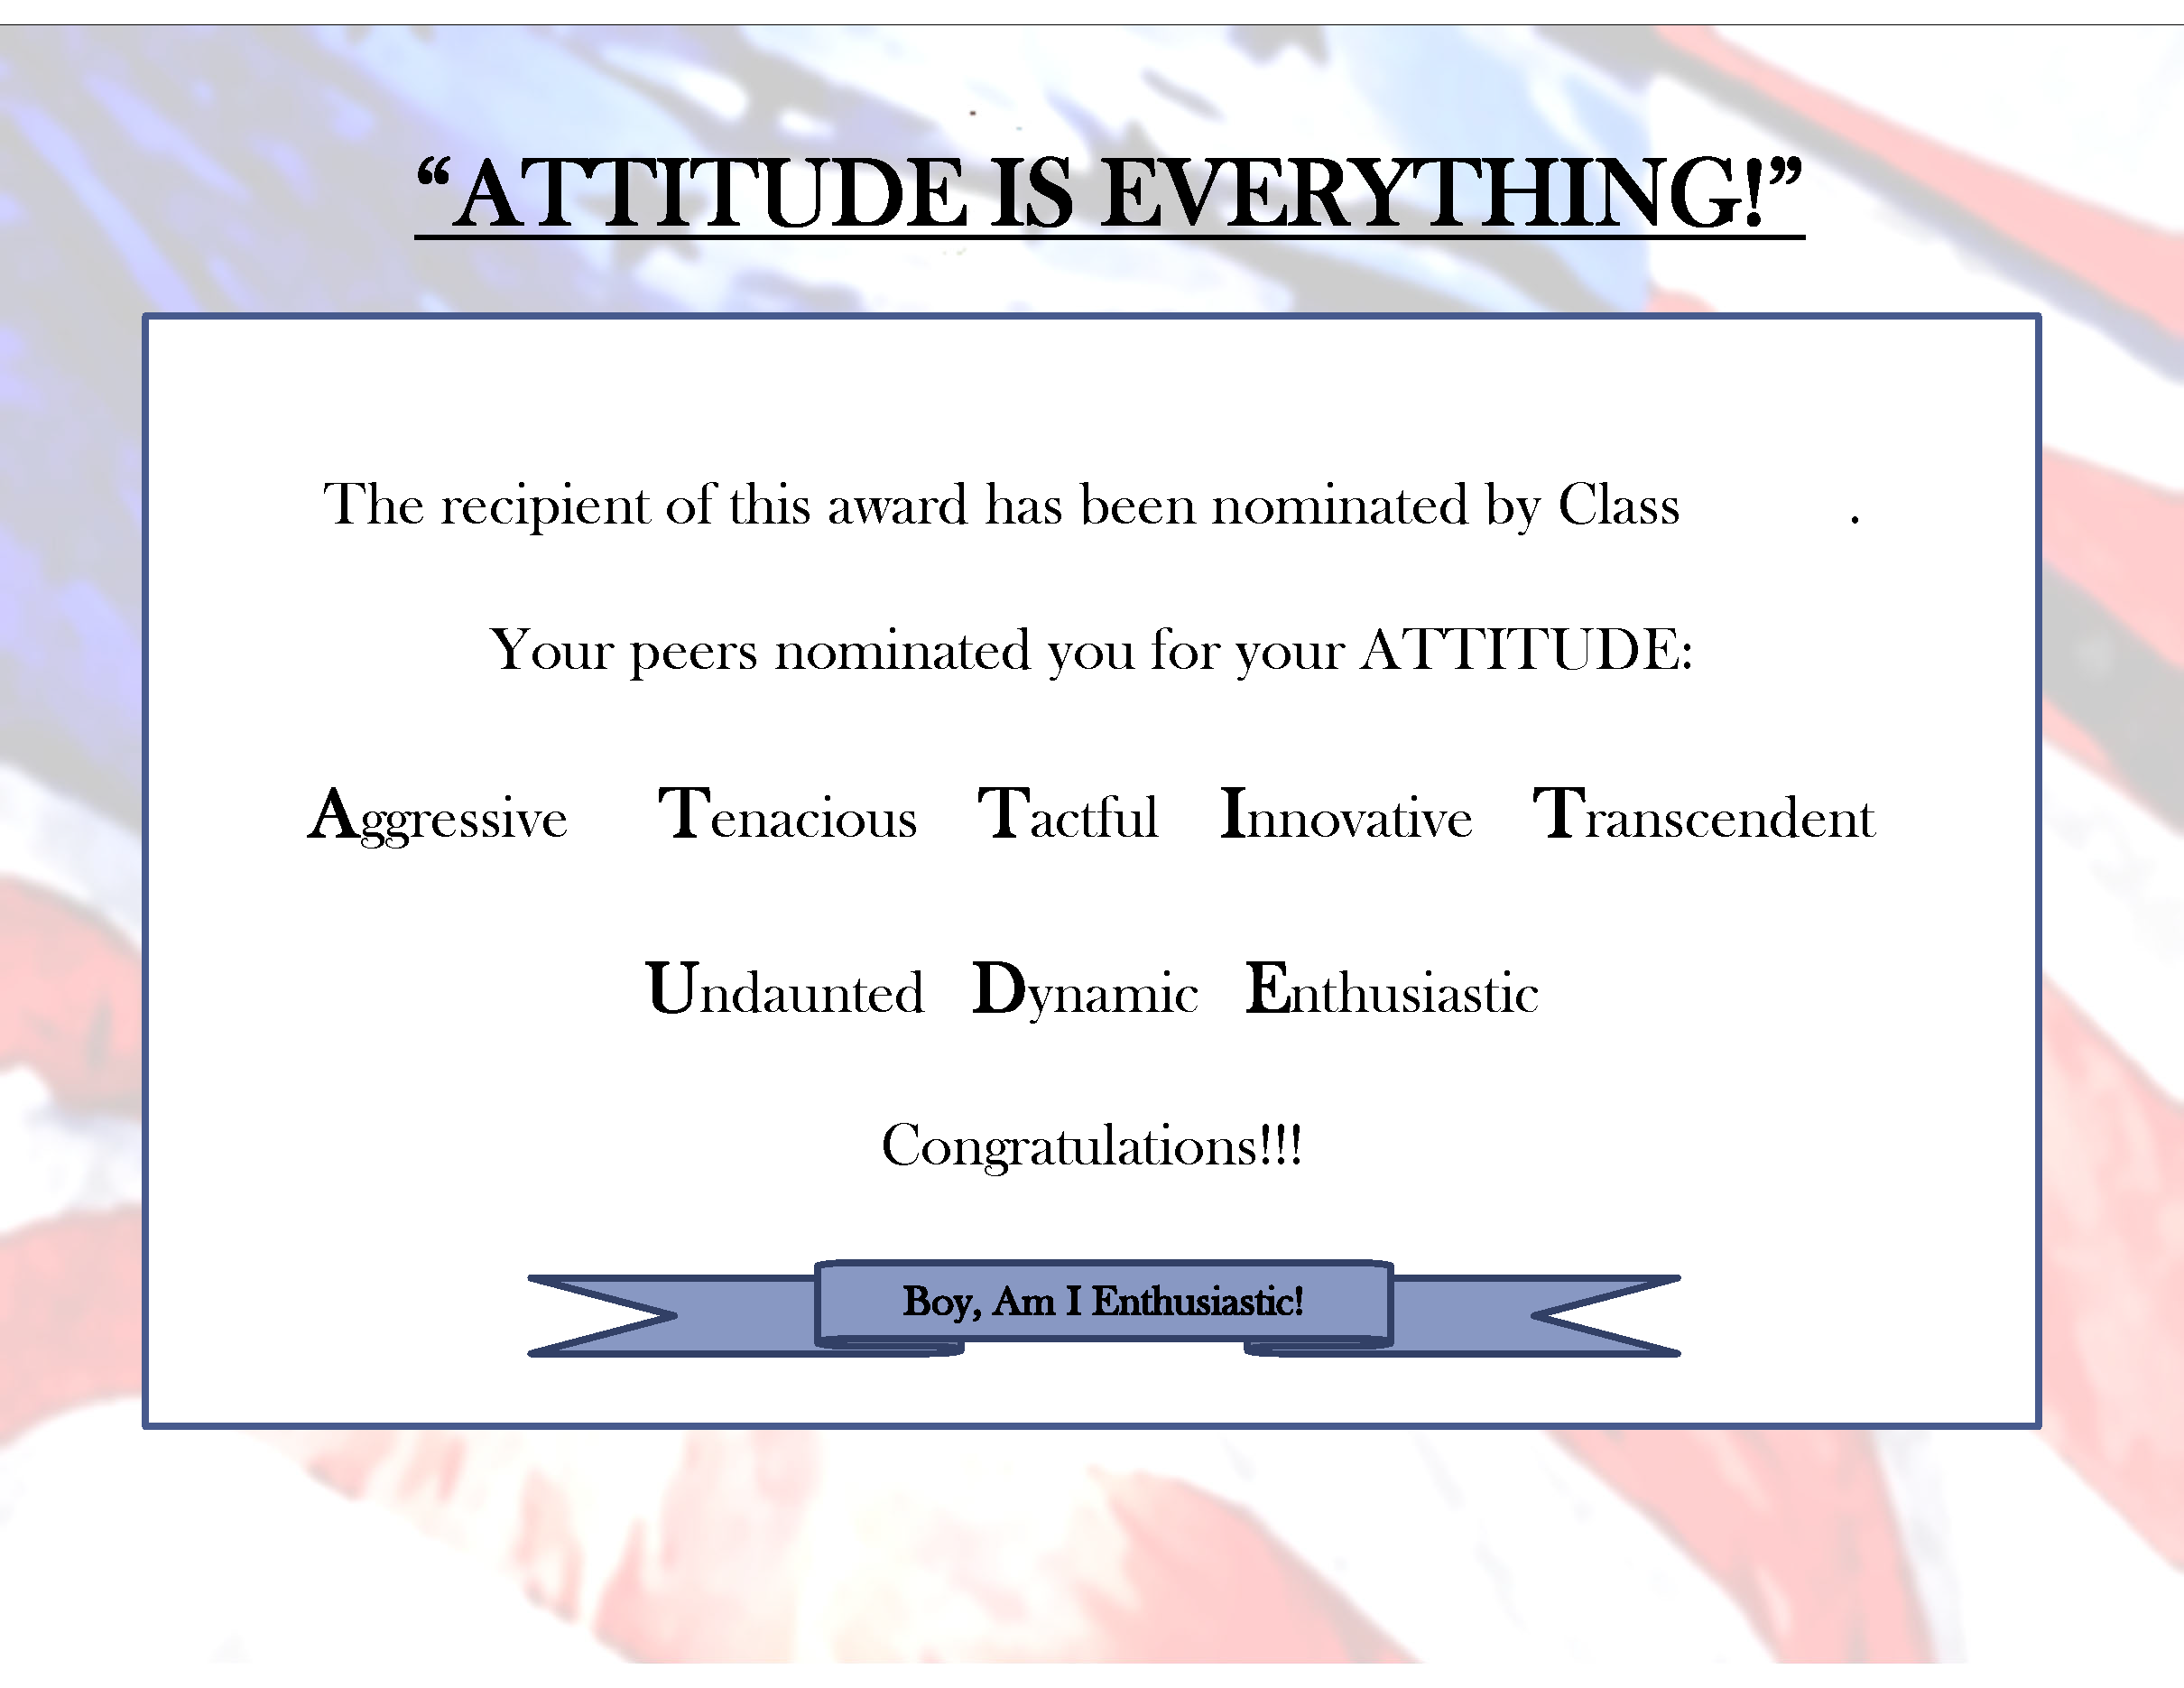 “ATTITUDE IS EVERYTHING!”
The recipient of this award has been nominated by Class .
Your peers nominated you for your ATTITUDE:
Aggressive Tenacious Tactful Innovative Transcendent
Undaunted Dynamic Enthusiastic
Congratulations!!!
Boy, Am I Enthusiastic!